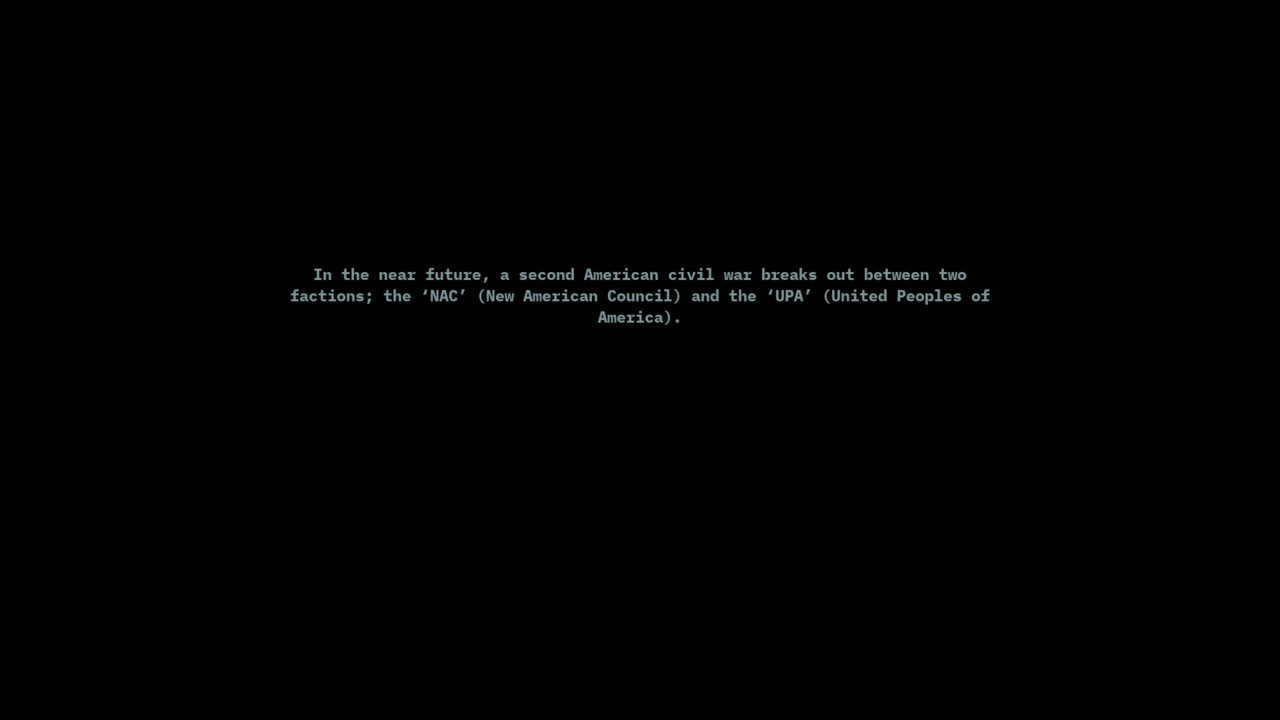 In the near future, a second American civil war breaks out between two
factions; the ‘NAC’ (New American Council) and the ‘UPA’ (United Peoples of
America).